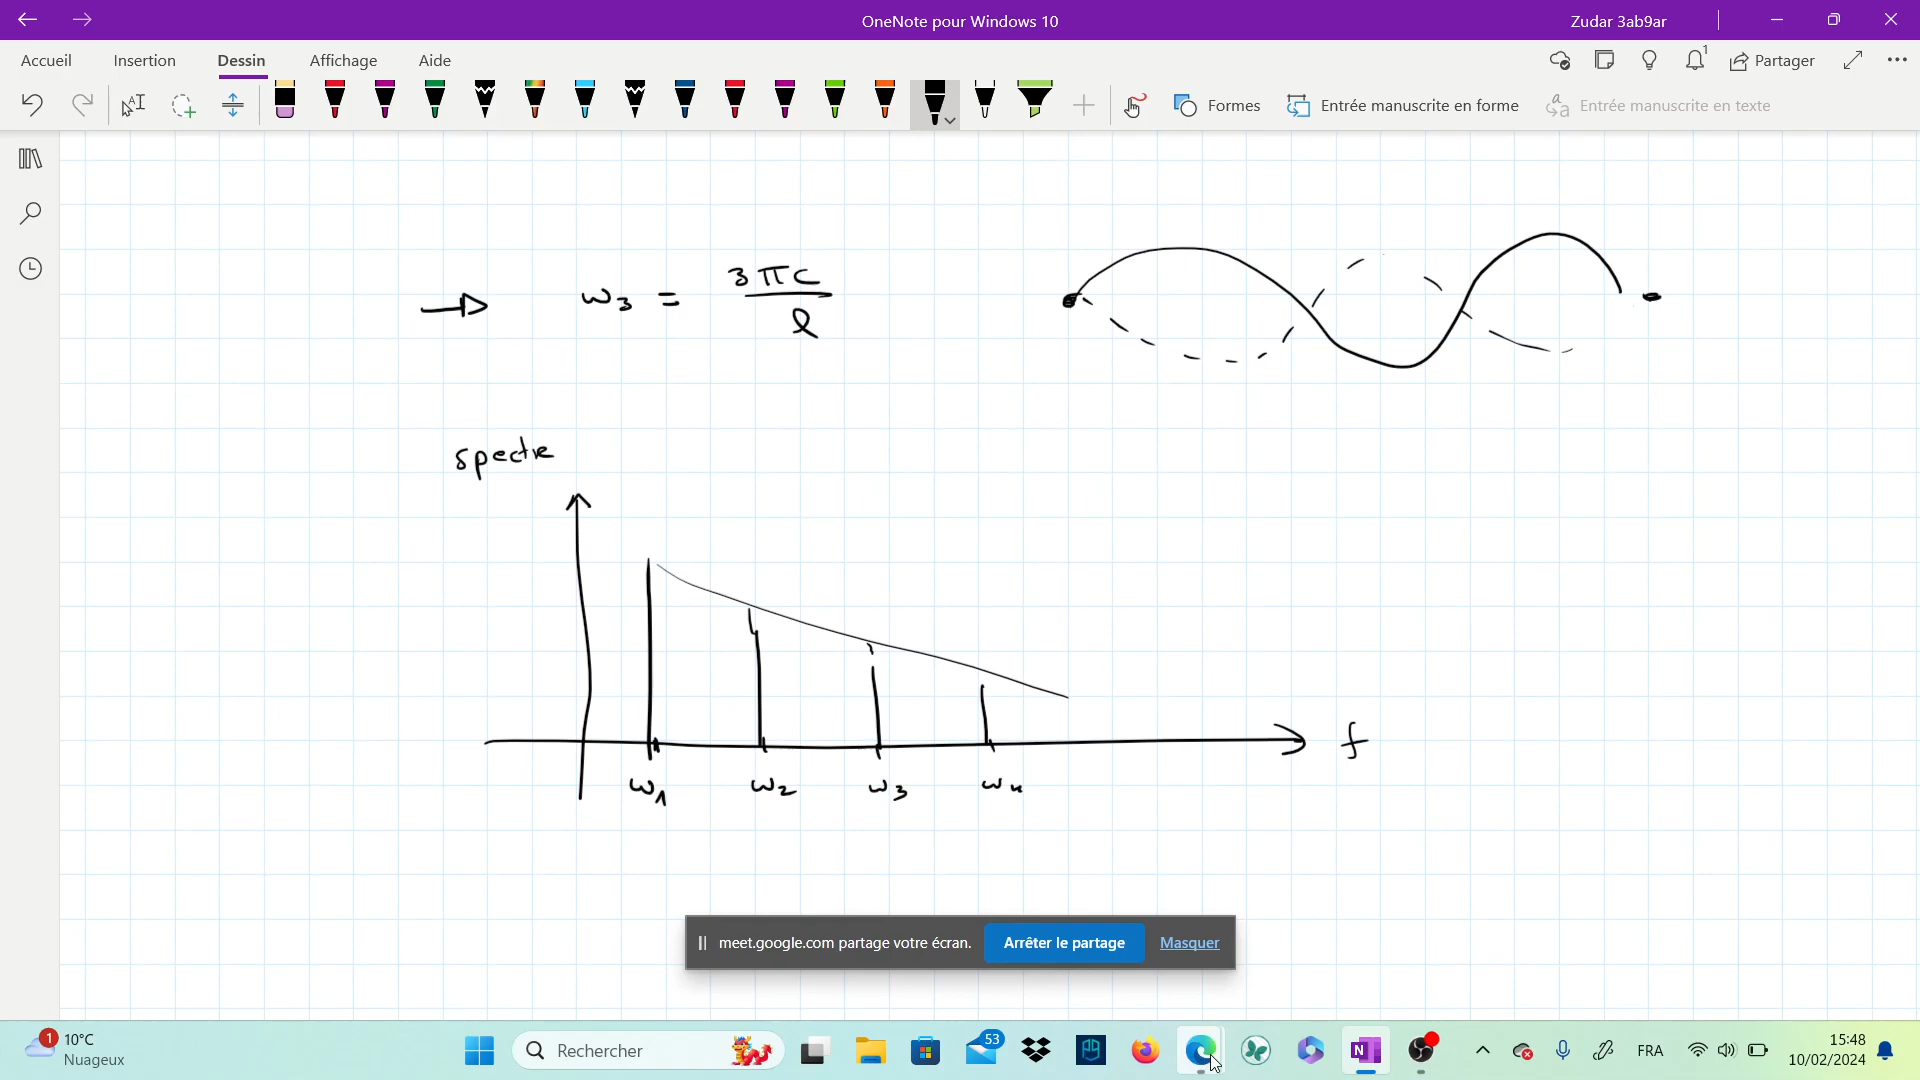 OneNote pour Windows 10
Zudar 3ab9ar
Accueil Insertion Dessin Affichage Aide
1
Partager
Formes
Entrée manuscrite en forme
Entrée manuscrite en texte
→ ω₃ = 3πc / l
spectre
f
ω₁ ω₂ ω₃ ω₄
meet.google.com partage votre écran.
Arrêter le partage
Masquer
1
10°C
Nuageux
Rechercher
53
FRA
15:48
10/02/2024